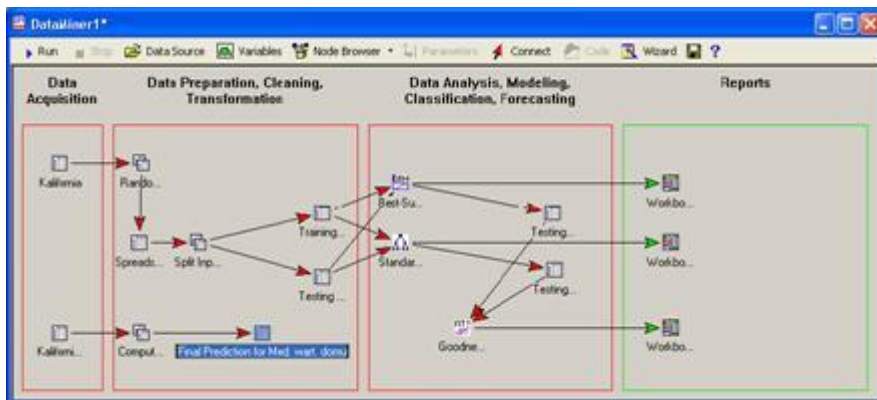 DataMiner1*
Run Stop Data Source Variables Node Browser Parameters Connect Code Wizard ?
Data Acquisition
Data Preparation, Cleaning, Transformation
Data Analysis, Modeling, Classification, Forecasting
Reports
Kalifornia
Rando...
Best-Su...
Workbo...
Training...
Testing...
Spreads...
Split Inp...
Standar...
Workbo...
Testing...
Testing...
Kaliforni...
Comput...
Final Prediction for Med. wart. domu
Goodne...
Workbo...